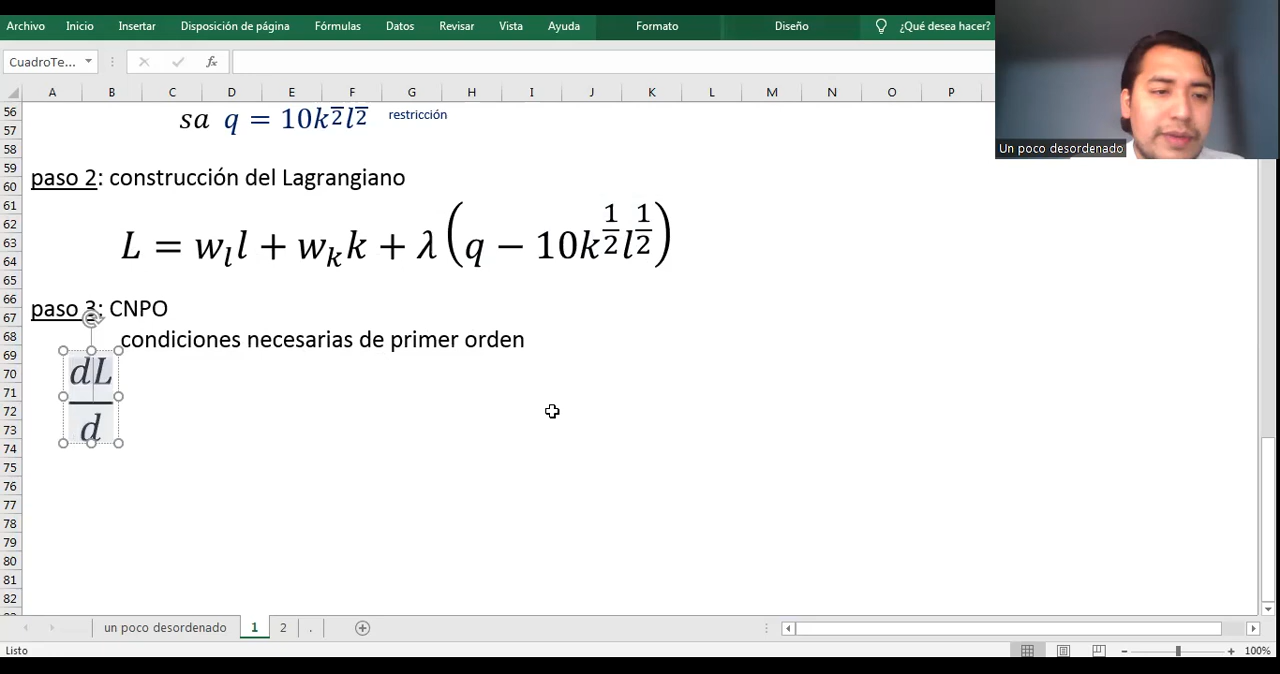 Archivo Inicio Insertar Disposición de página Fórmulas Datos Revisar Vista Ayuda Formato Diseño ¿Qué desea hacer?
CuadroTe... fx
A B C D E F G H I J K L M N O P
56
57
58
59
60
61
62
63
64
65
66
67
68
69
70
71
72
73
74
75
76
77
78
79
80
81
82
sa q = 10k^{\overline{2}}l^{\overline{2}} restricción
Un poco desordenado
paso 2: construcción del Lagrangiano
L = w_l l + w_k k + λ(q − 10k^{1/2}l^{1/2})
paso 3: CNPO
condiciones necesarias de primer orden
dL
d
un poco desordenado 1 2 .
Listo 100%